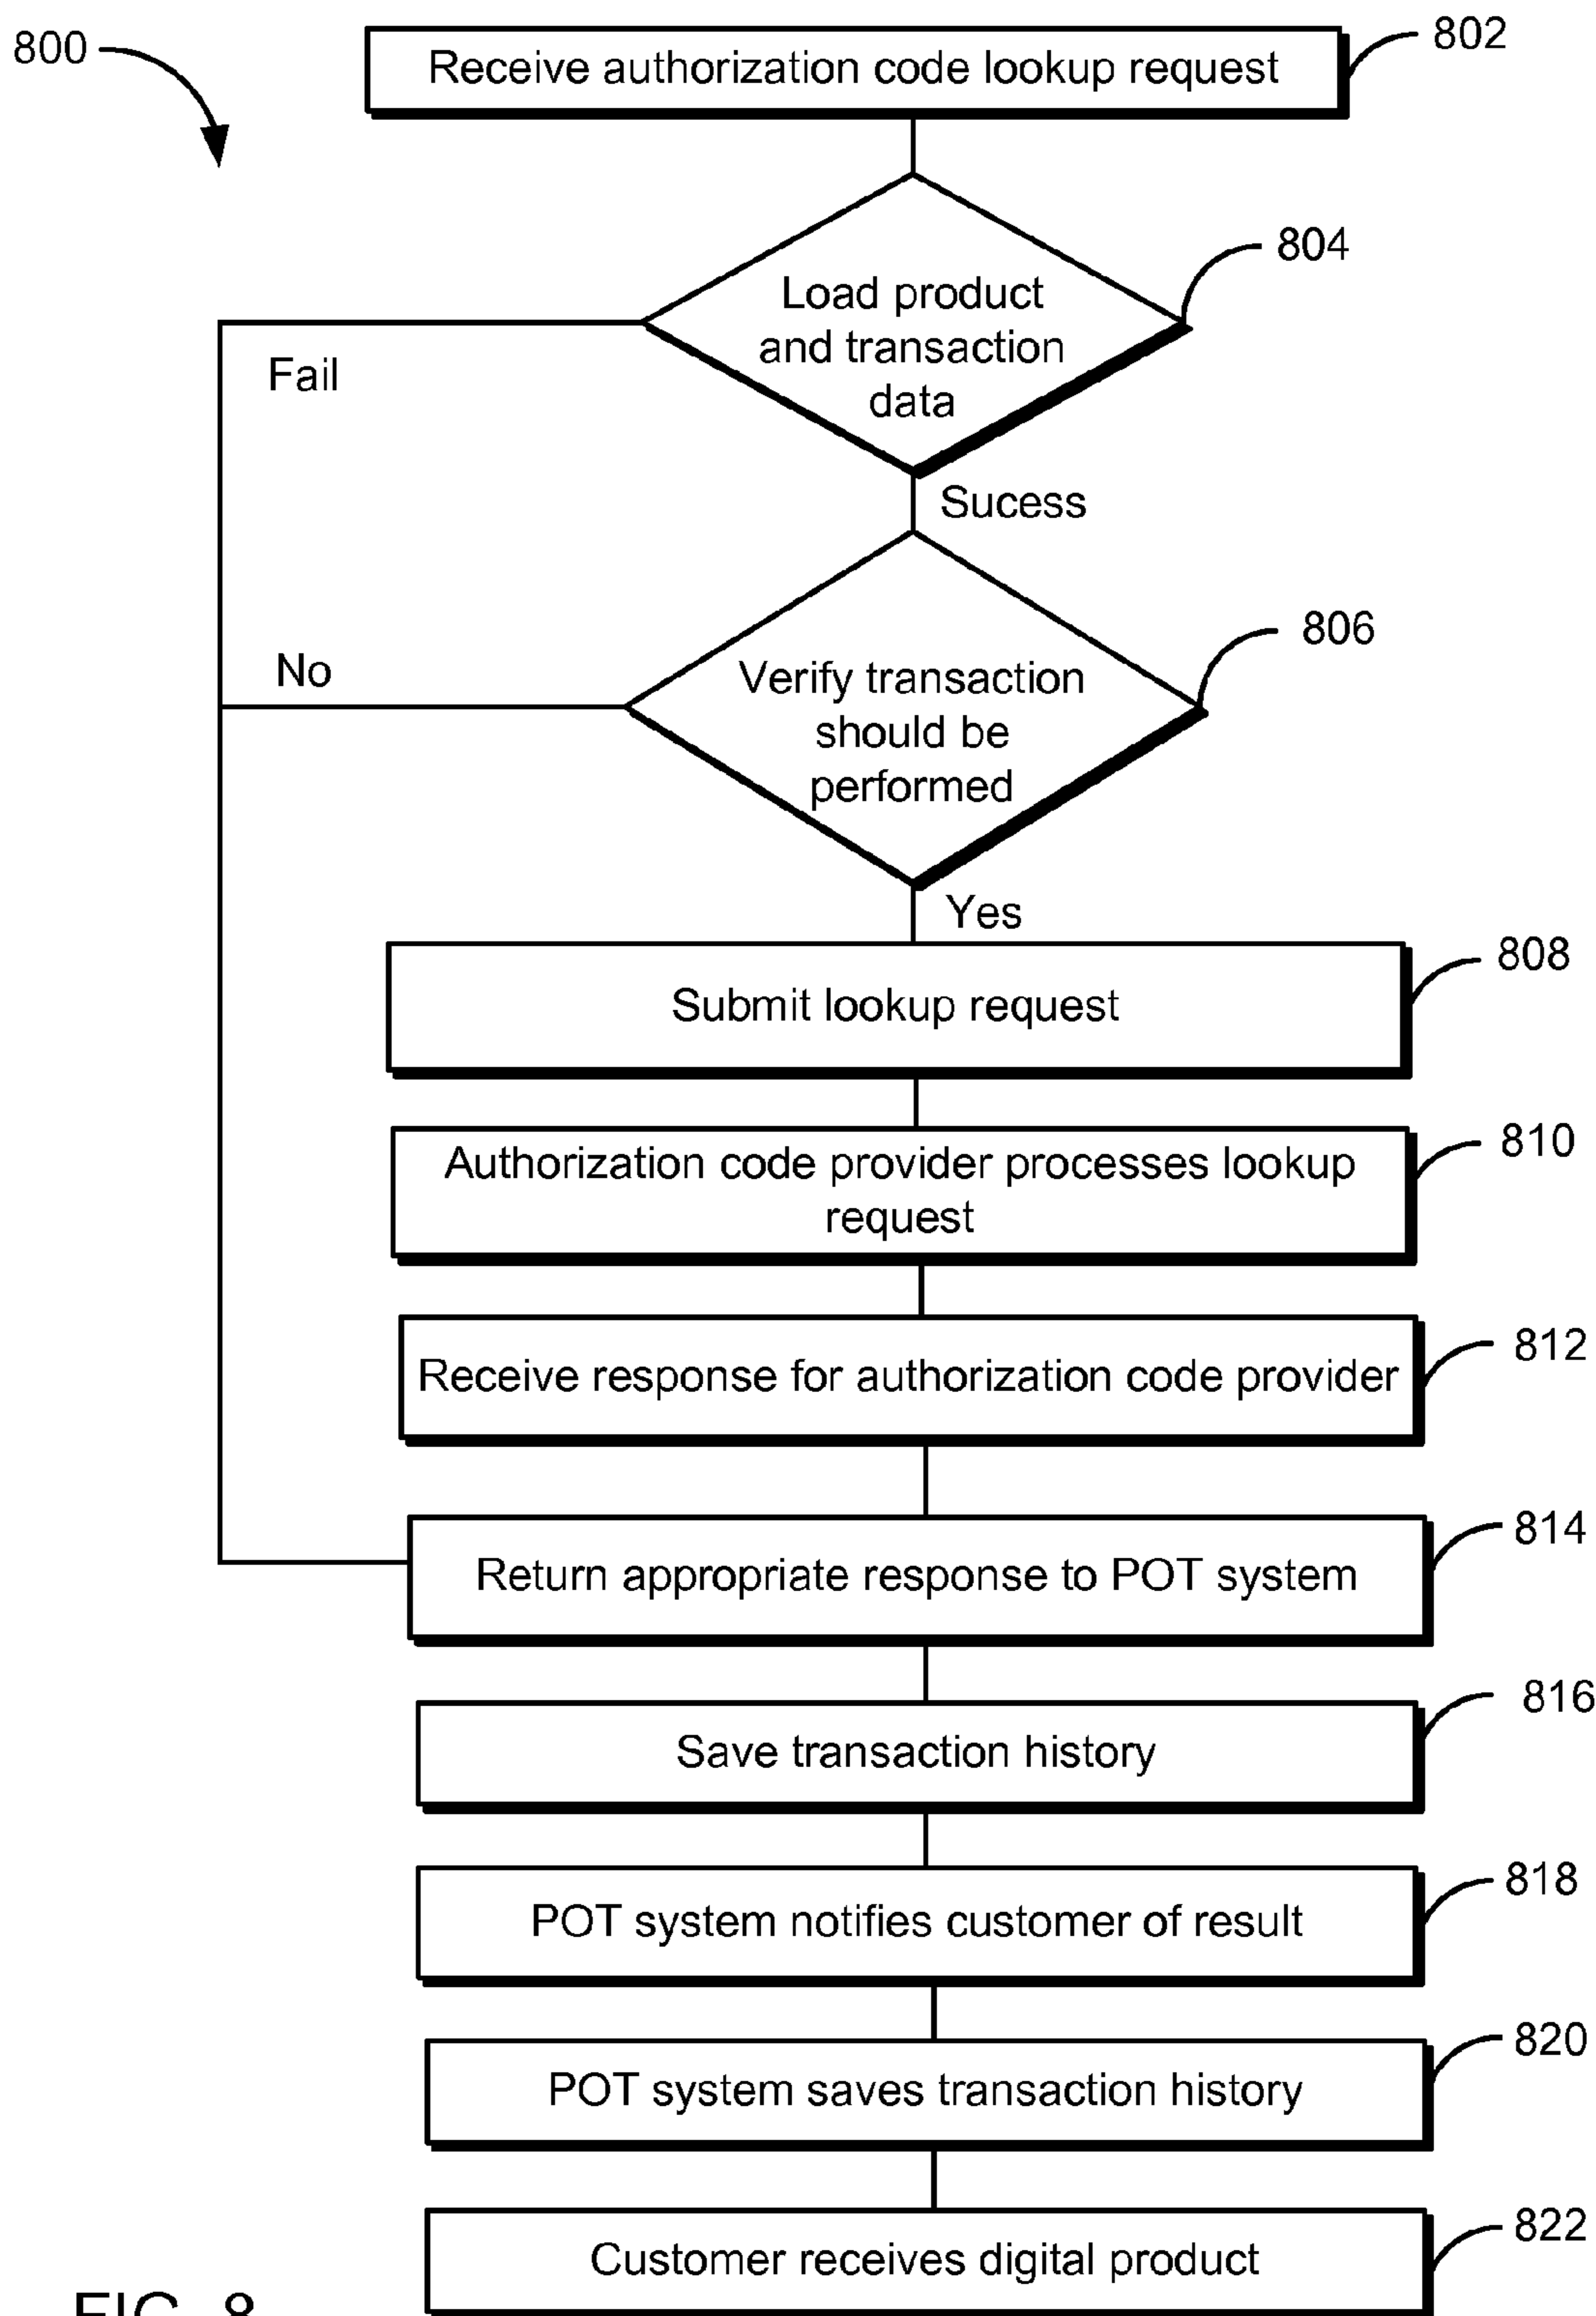 800
Receive authorization code lookup request
802
Load product
and transaction
data
804
Fail
Sucess
Verify transaction
should be
performed
806
No
Yes
Submit lookup request
808
Authorization code provider processes lookup
request
810
Receive response for authorization code provider
812
Return appropriate response to POT system
814
Save transaction history
816
POT system notifies customer of result
818
POT system saves transaction history
820
Customer receives digital product
822
FIG. 8